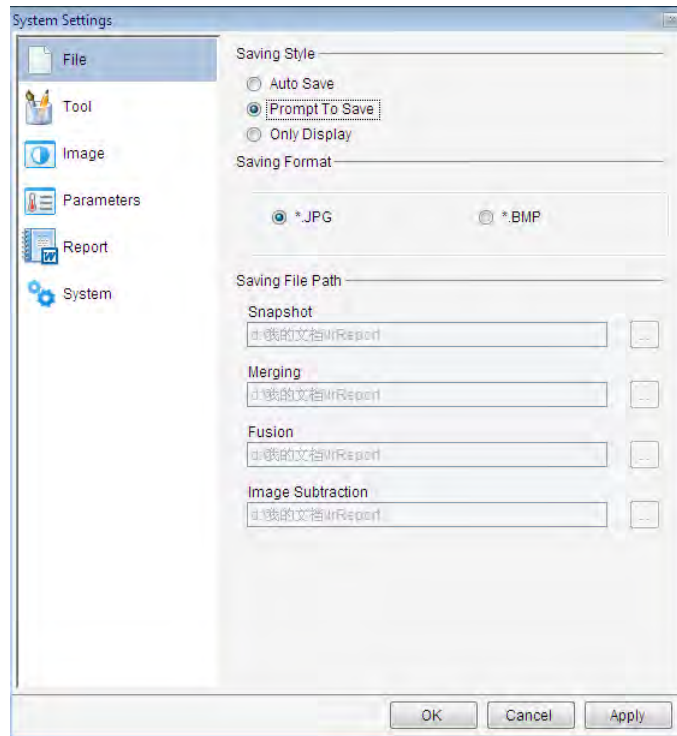 System Settings
File
Tool
Image
Parameters
Report
System
Saving Style
Auto Save
Prompt To Save
Only Display
Saving Format
*.JPG
*.BMP
Saving File Path
Snapshot
d:\我的文档\IrReport
...
Merging
d:\我的文档\IrReport
...
Fusion
d:\我的文档\IrReport
...
Image Subtraction
d:\我的文档\IrReport
...
OK
Cancel
Apply